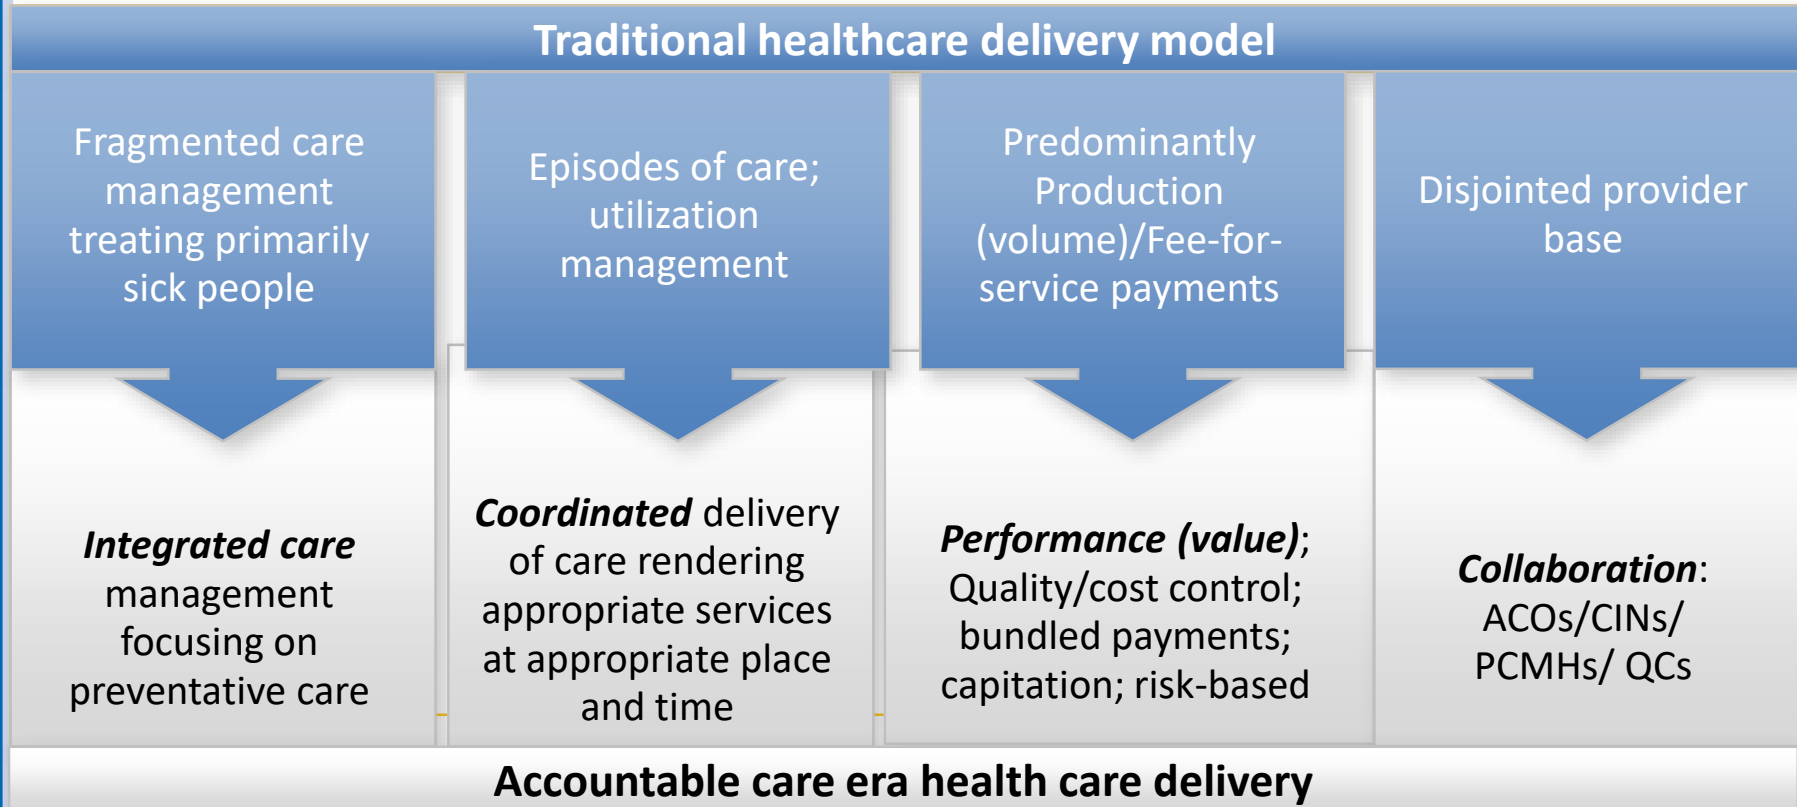 Traditional healthcare delivery model
Fragmented care
management
treating primarily
sick people
Episodes of care;
utilization
management
Predominantly
Production
(volume)/Fee-for-
service payments
Disjointed provider
base
Integrated care
management
focusing on
preventative care
Coordinated delivery
of care rendering
appropriate services
at appropriate place
and time
Performance (value);
Quality/cost control;
bundled payments;
capitation; risk-based
Collaboration:
ACOs/CINs/
PCMHs/ QCs
Accountable care era health care delivery